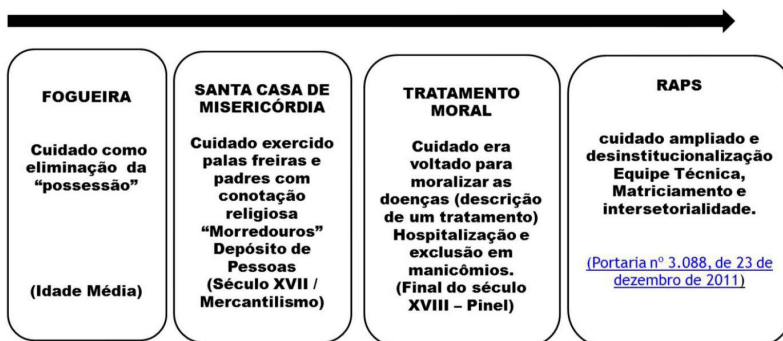 FOGUEIRA
Cuidado como
eliminação da
“possessão”
(Idade Média)
SANTA CASA DE
MISERICÓRDIA
Cuidado exercido
palas freiras e
padres com
conotação
religiosa
“Morredouros”
Depósito de
Pessoas
(Século XVII /
Mercantilismo)
TRATAMENTO
MORAL
Cuidado era
voltado para
moralizar as
doenças (descrição
de um tratamento)
Hospitalização e
exclusão em
manicômios.
(Final do século
XVIII – Pinel)
RAPS
cuidado ampliado e
desinstitucionalização
Equipe Técnica,
Matriciamento e
intersetorialidade.
(Portaria nº 3.088, de 23 de
dezembro de 2011)